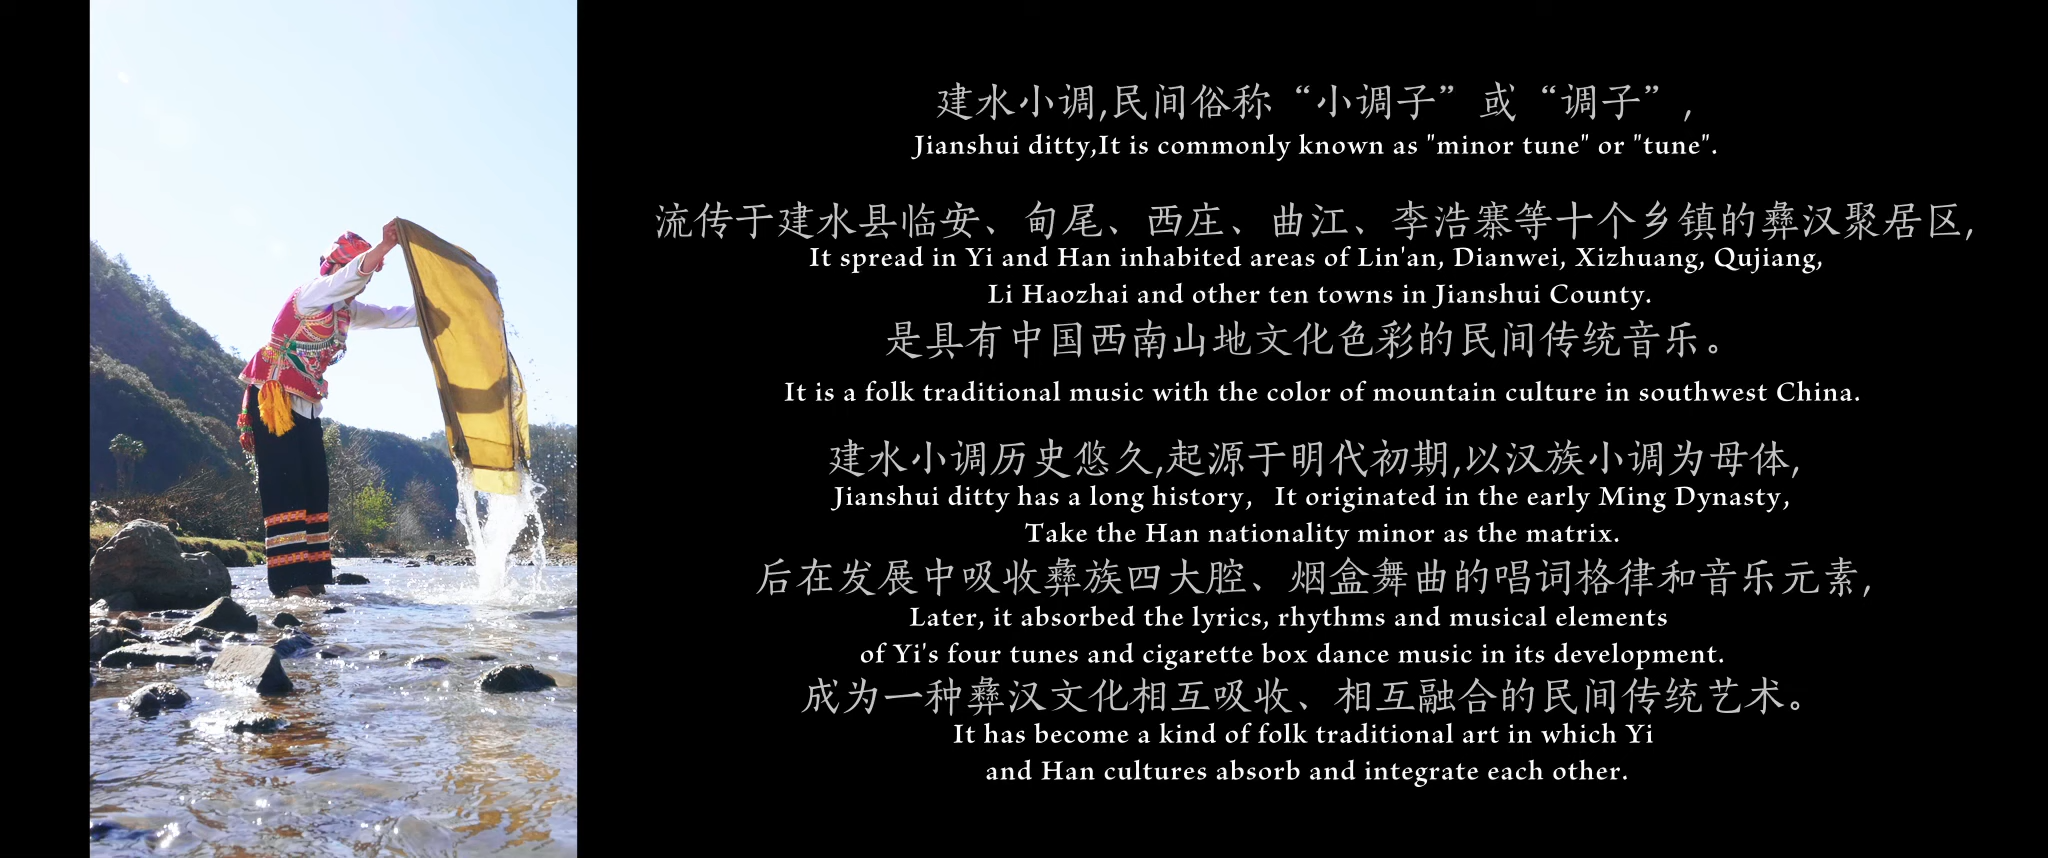 建水小调,民间俗称“小调子”或“调子”,
Jianshui ditty,It is commonly known as "minor tune" or "tune".
流传于建水县临安、甸尾、西庄、曲江、李浩寨等十个乡镇的彝汉聚居区,
It spread in Yi and Han inhabited areas of Lin'an, Dianwei, Xizhuang, Qujiang,
Li Haozhai and other ten towns in Jianshui County.
是具有中国西南山地文化色彩的民间传统音乐。
It is a folk traditional music with the color of mountain culture in southwest China.
建水小调历史悠久,起源于明代初期,以汉族小调为母体,
Jianshui ditty has a long history, It originated in the early Ming Dynasty,
Take the Han nationality minor as the matrix.
后在发展中吸收彝族四大腔、烟盒舞曲的唱词格律和音乐元素,
Later, it absorbed the lyrics, rhythms and musical elements
of Yi's four tunes and cigarette box dance music in its development.
成为一种彝汉文化相互吸收、相互融合的民间传统艺术。
It has become a kind of folk traditional art in which Yi
and Han cultures absorb and integrate each other.